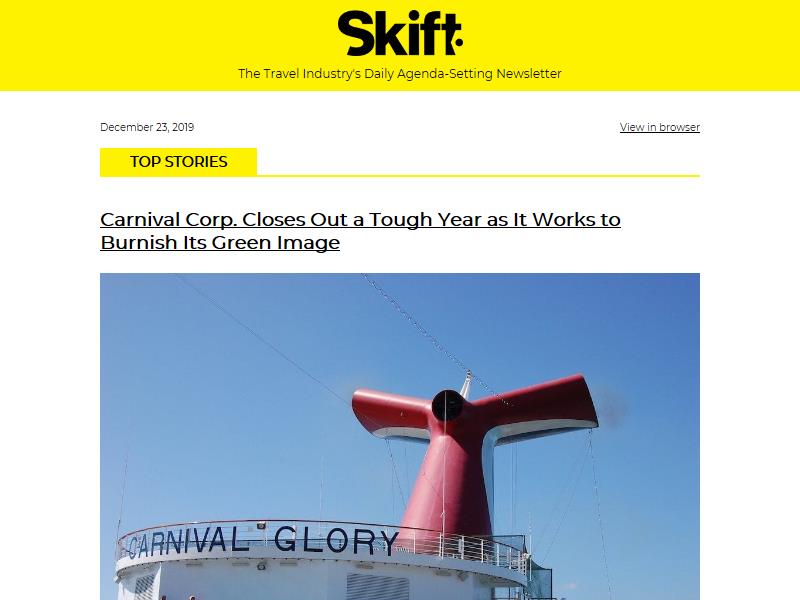 Skift
The Travel Industry's Daily Agenda-Setting Newsletter
December 23, 2019
View in browser
TOP STORIES
Carnival Corp. Closes Out a Tough Year as It Works to
Burnish Its Green Image
CARNIVAL GLORY